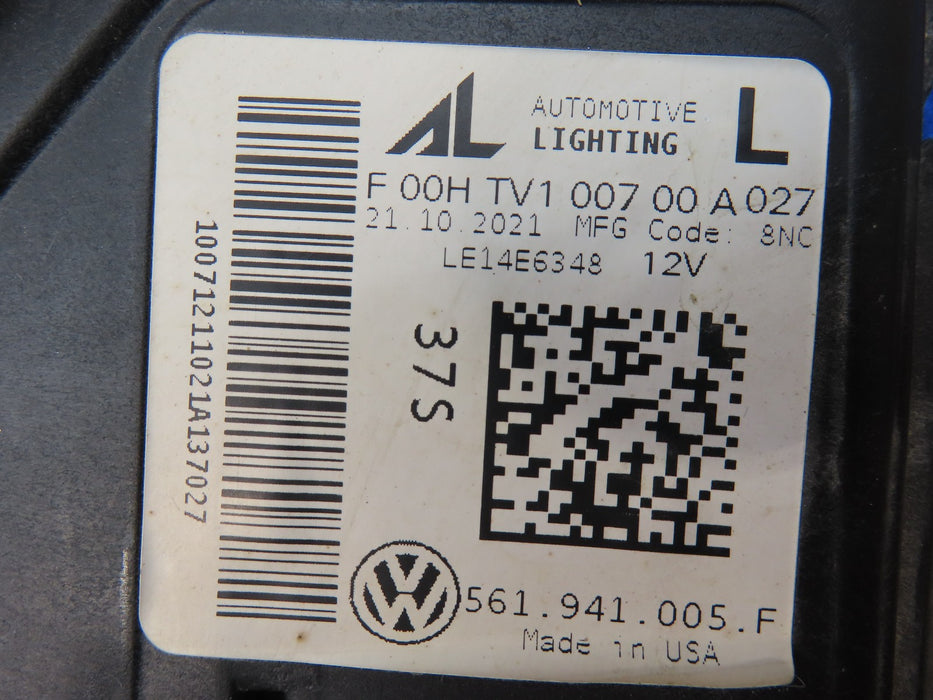 AL AUTOMOTIVE LIGHTING L
F 00H TV1 007 00 A 027
21.10.2021 MFG Code: 8NC
LE14E6348 12V
1007121102 1A137027
37S
561.941.005.F
Made in USA